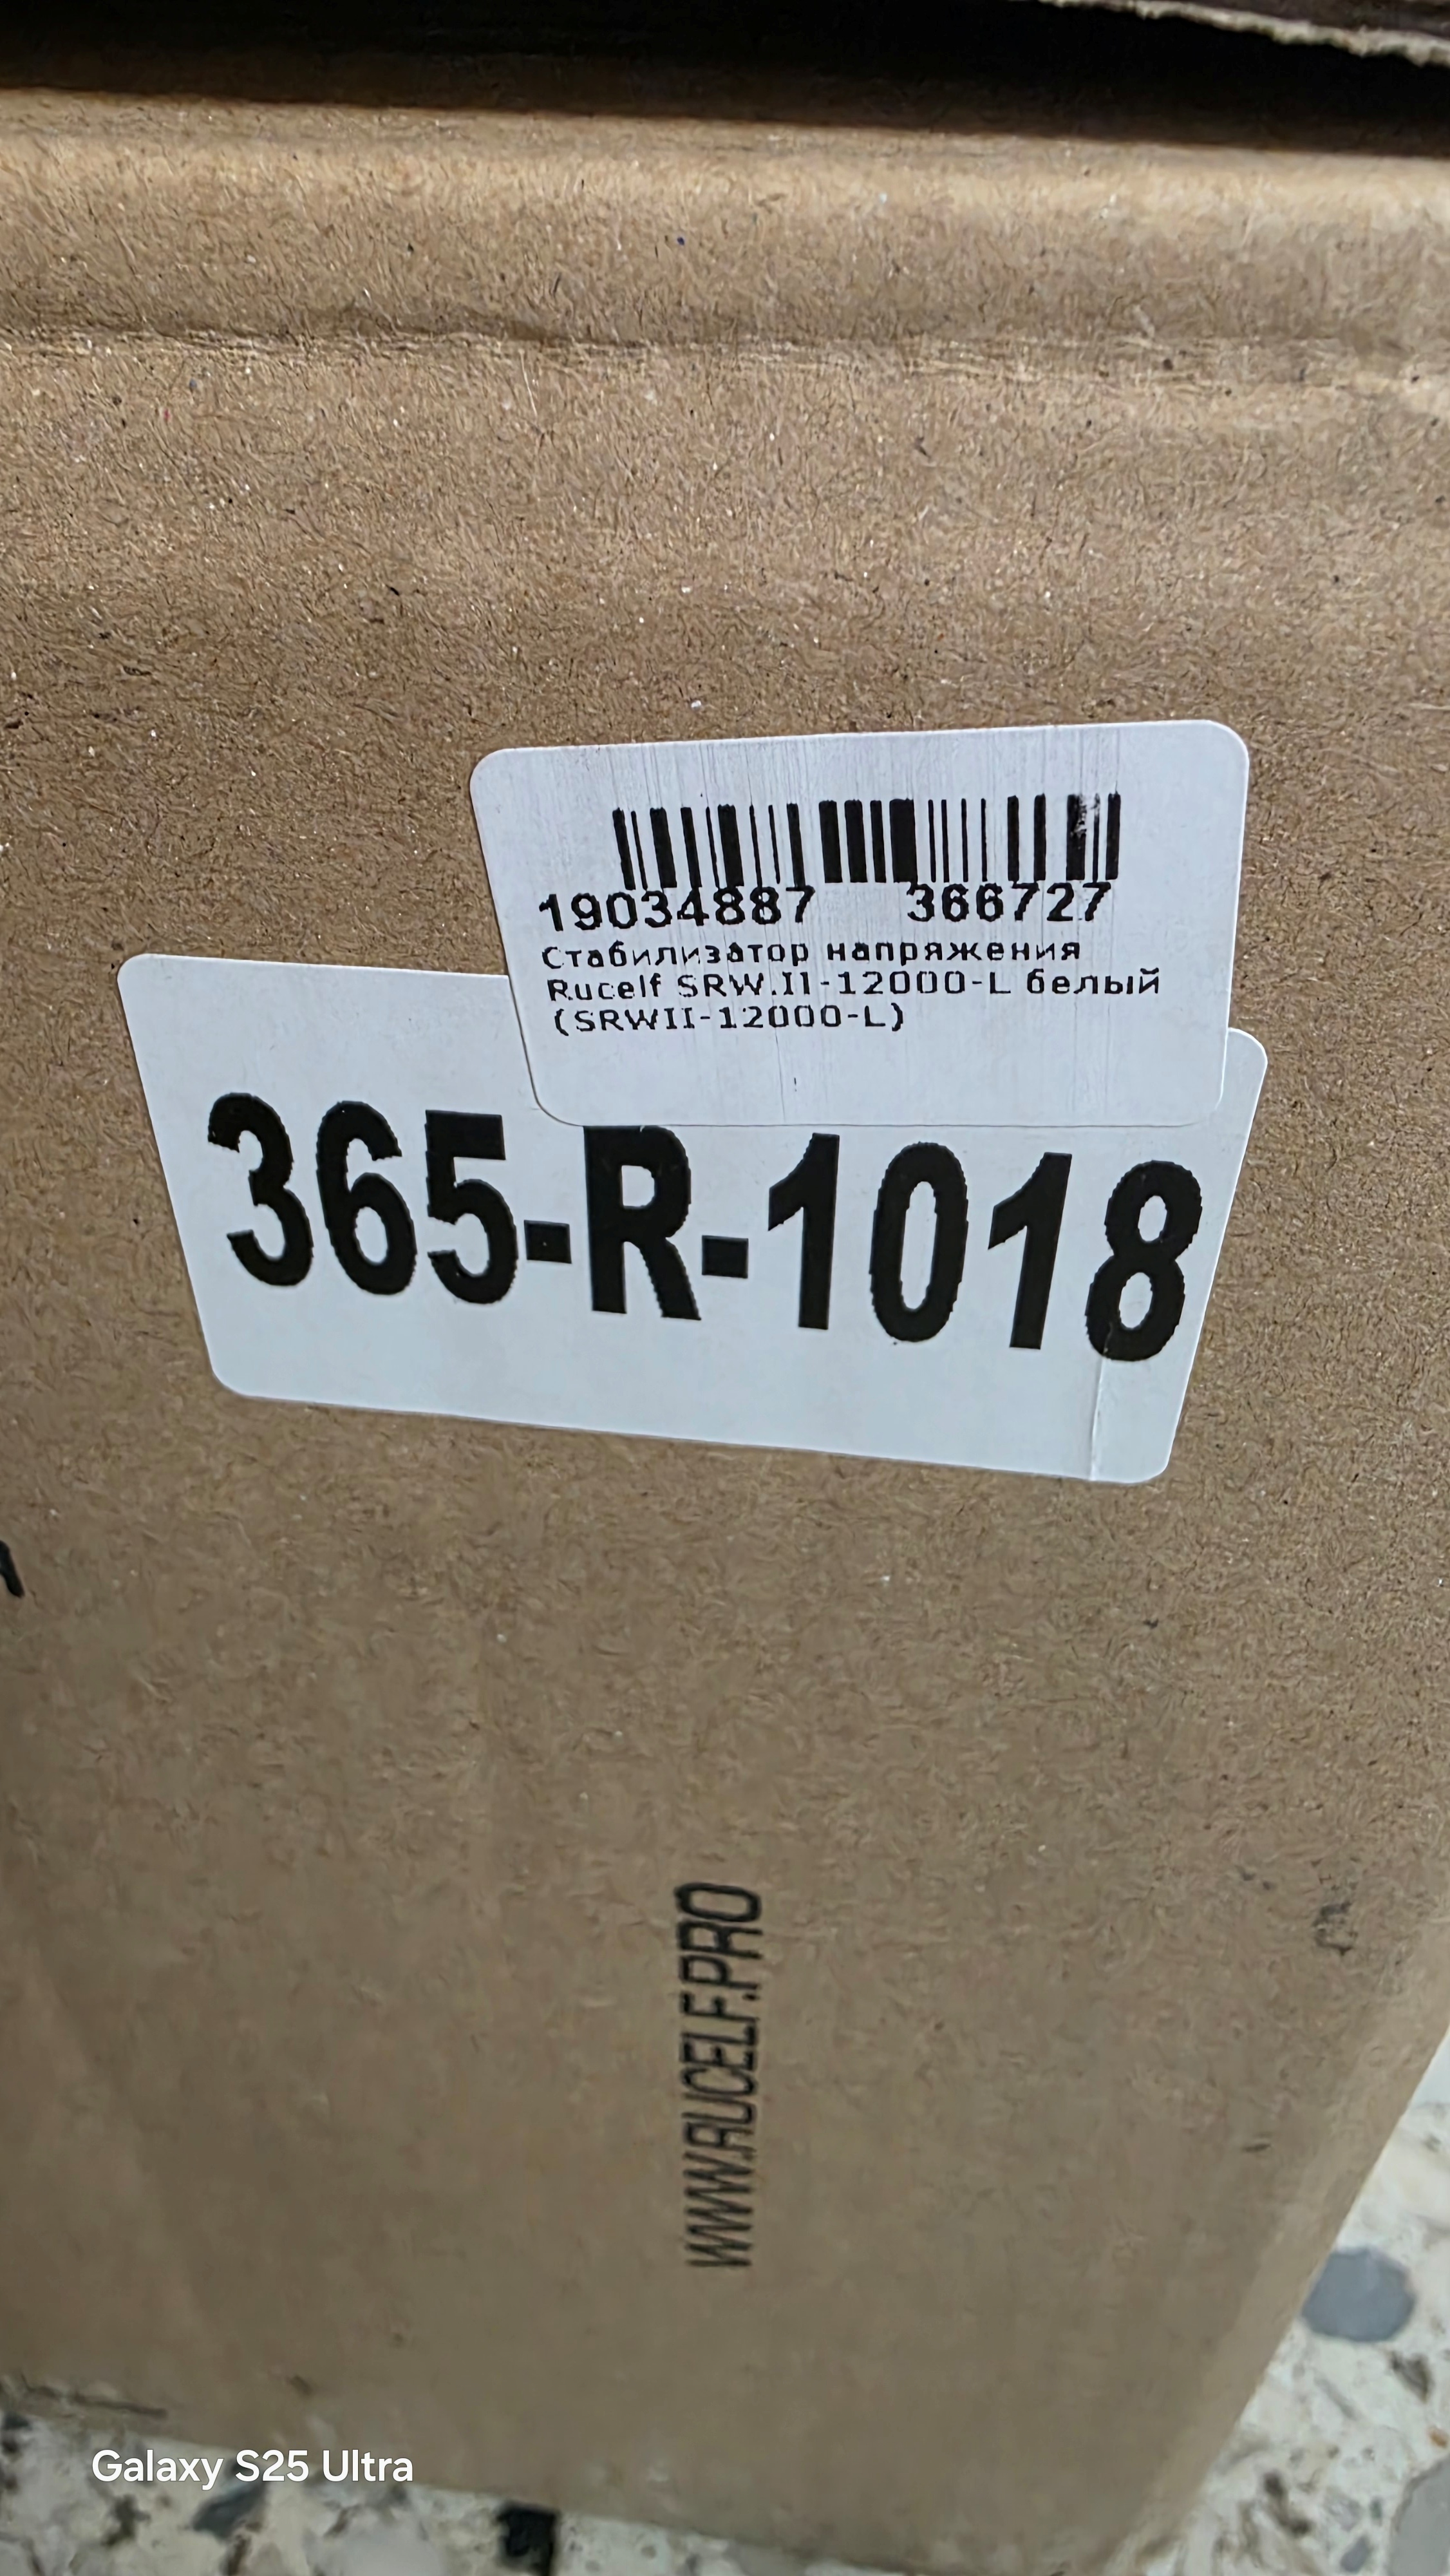 19034887 366727
Стабилизатор напряжения
Rucelf SRW.II-12000-L белый
(SRWII-12000-L)
365-R-1018
WWW.RUCELF.PRO
Galaxy S25 Ultra